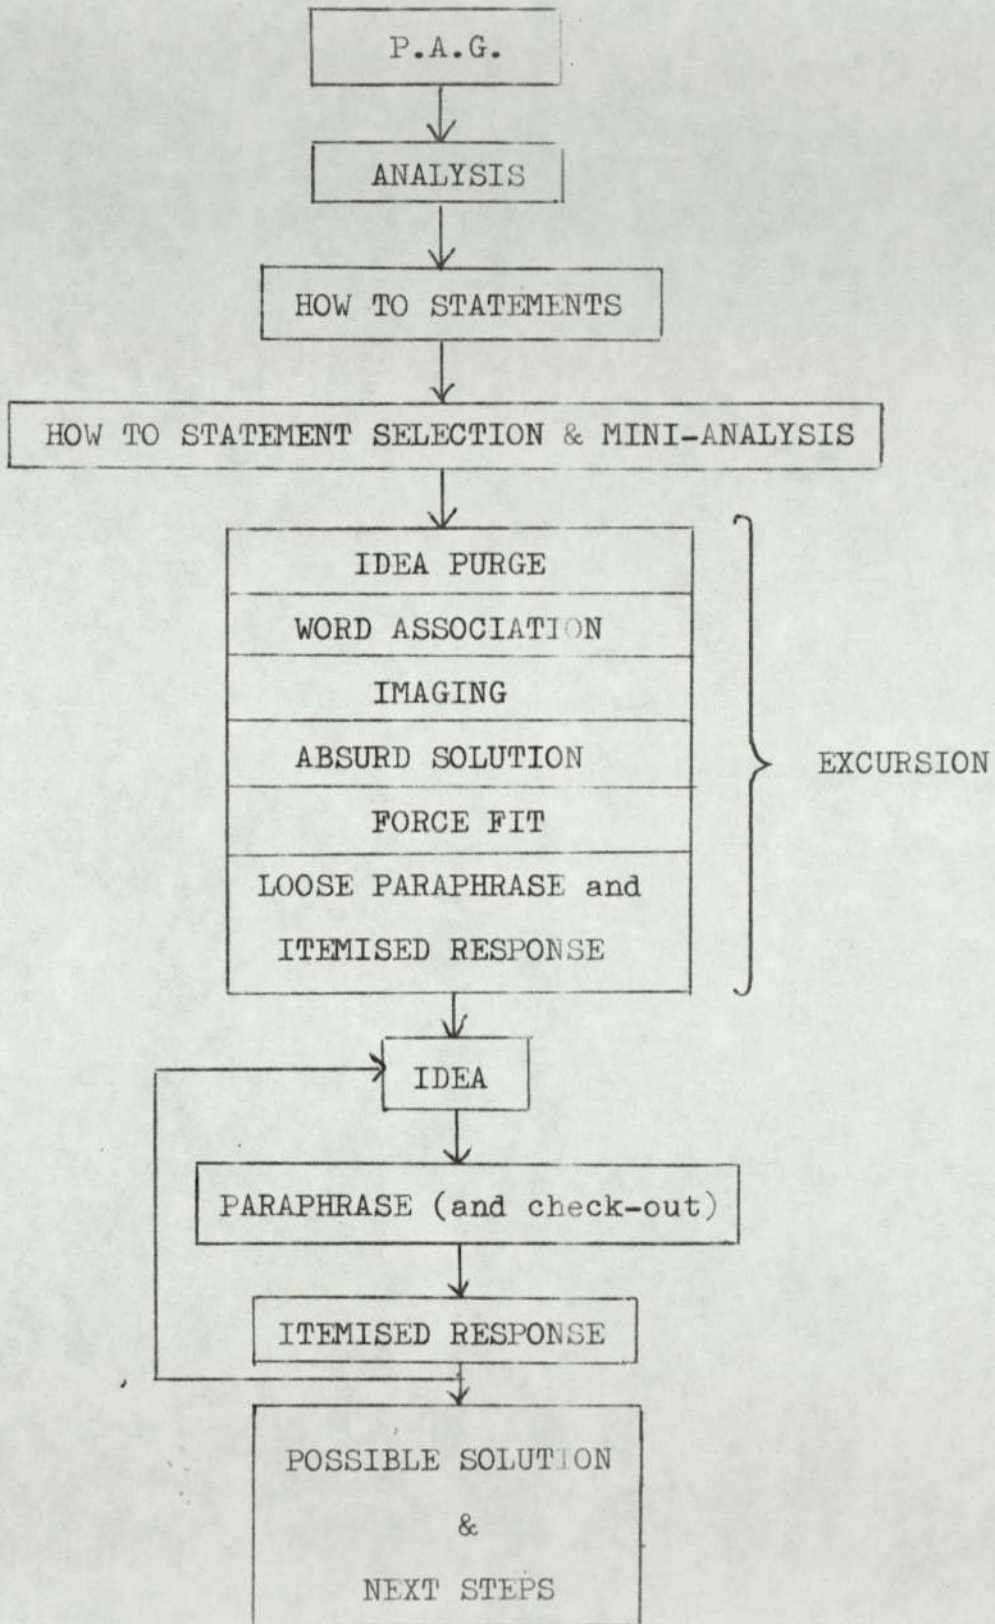 P.A.G.
ANALYSIS
HOW TO STATEMENTS
HOW TO STATEMENT SELECTION & MINI-ANALYSIS
IDEA PURGE
WORD ASSOCIATION
IMAGING
ABSURD SOLUTION
EXCURSION
FORCE FIT
LOOSE PARAPHRASE and
ITEMISED RESPONSE
IDEA
PARAPHRASE (and check-out)
ITEMISED RESPONSE
POSSIBLE SOLUTION
&
NEXT STEPS